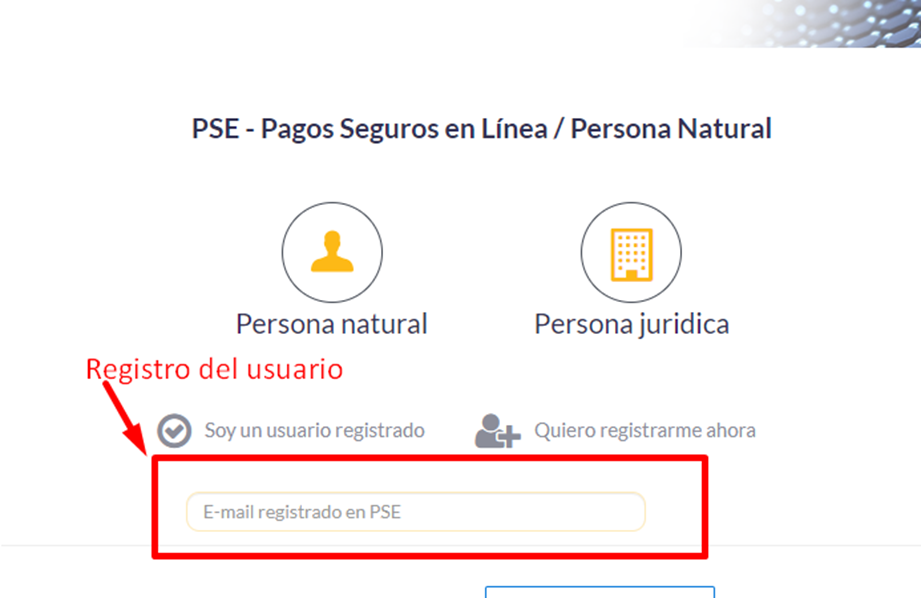 PSE - Pagos Seguros en Línea / Persona Natural
Persona natural
Persona juridica
Registro del usuario
Soy un usuario registrado
Quiero registrarme ahora
E-mail registrado en PSE